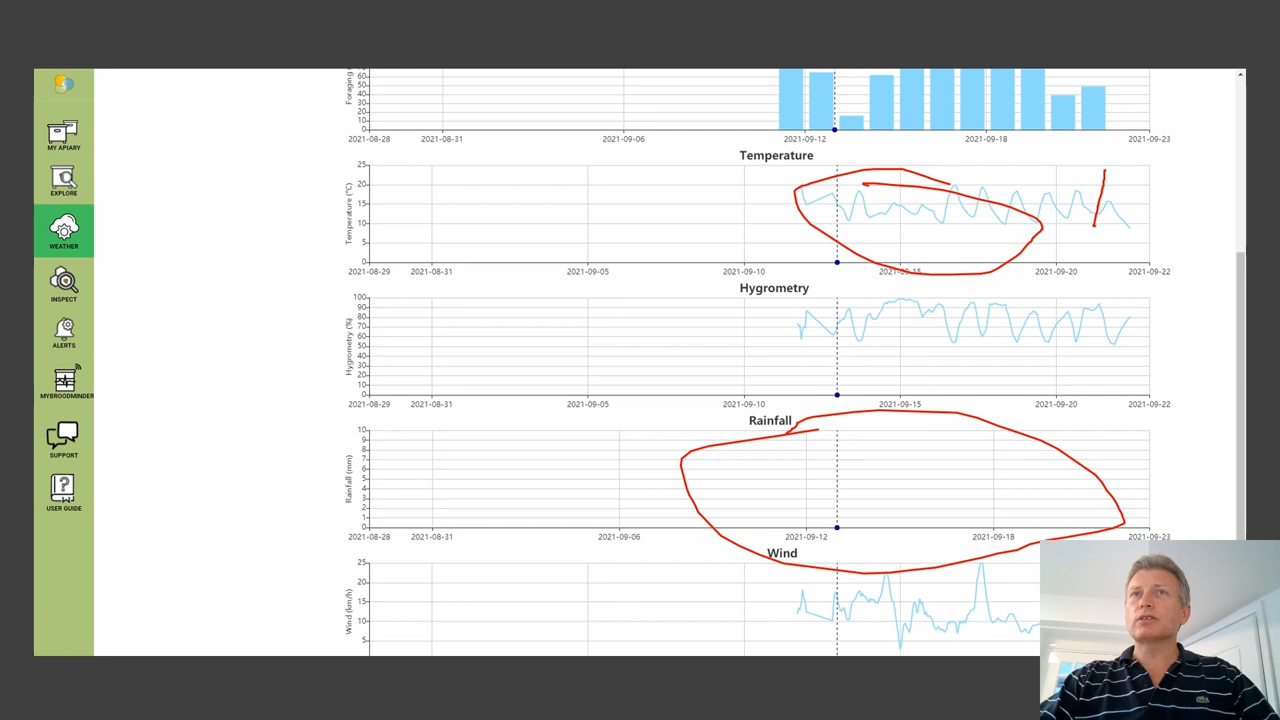 Foraging
60
50
40
30
20
10
0
2021-08-28 2021-08-31 2021-09-06 2021-09-12 2021-09-18 2021-09-23
Temperature
Temperature (°C)
25
20
15
10
5
0
2021-08-29 2021-08-31 2021-09-05 2021-09-10 2021-09-15 2021-09-20 2021-09-22
Hygrometry
Hygrometry (%)
100
90
80
70
60
50
40
30
20
10
0
2021-08-29 2021-08-31 2021-09-05 2021-09-10 2021-09-15 2021-09-20 2021-09-22
Rainfall
Rainfall (mm)
10
9
8
7
6
5
4
3
2
1
0
2021-08-28 2021-08-31 2021-09-06 2021-09-12 2021-09-18 2021-09-23
Wind
Wind (km/h)
25
20
15
10
5
MY APIARY
EXPLORE
WEATHER
INSPECT
ALERTS
MYBROODMINDER
SUPPORT
USER GUIDE